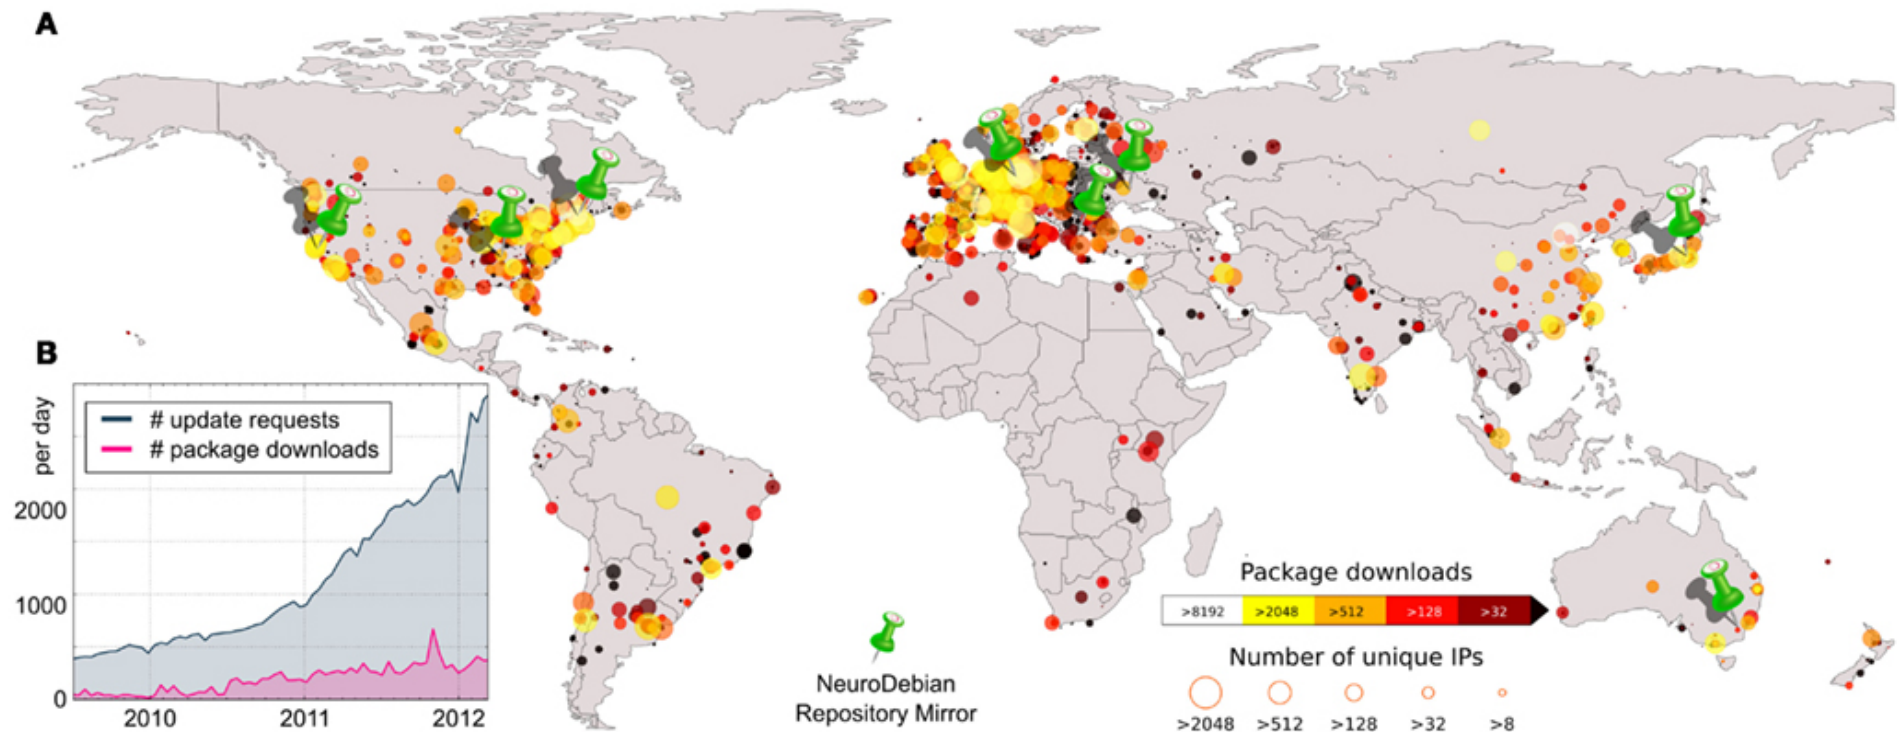 A
B
per day
# update requests
# package downloads
2000
1000
0
2010 2011 2012
NeuroDebian
Repository Mirror
Package downloads
>8192 >2048 >512 >128 >32
Number of unique IPs
>2048 >512 >128 >32 >8